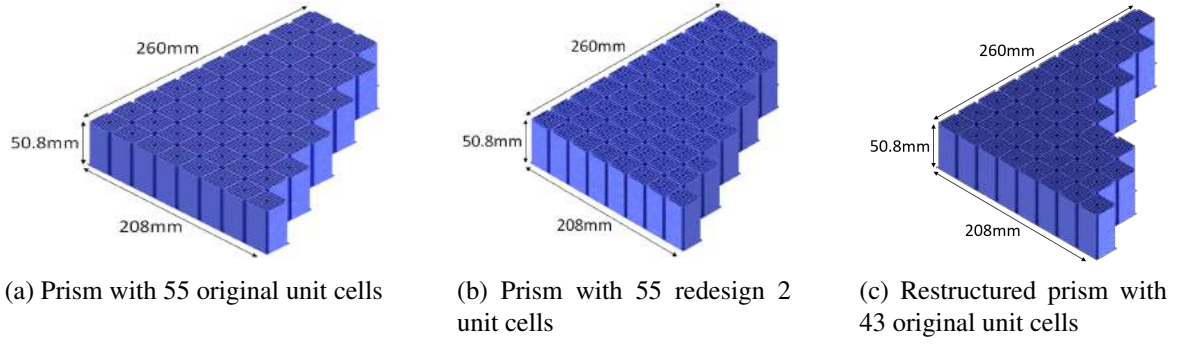 260mm
50.8mm
208mm
(a) Prism with 55 original unit cells
260mm
50.8mm
208mm
(b) Prism with 55 redesign 2
unit cells
260mm
50.8mm
208mm
(c) Restructured prism with
43 original unit cells